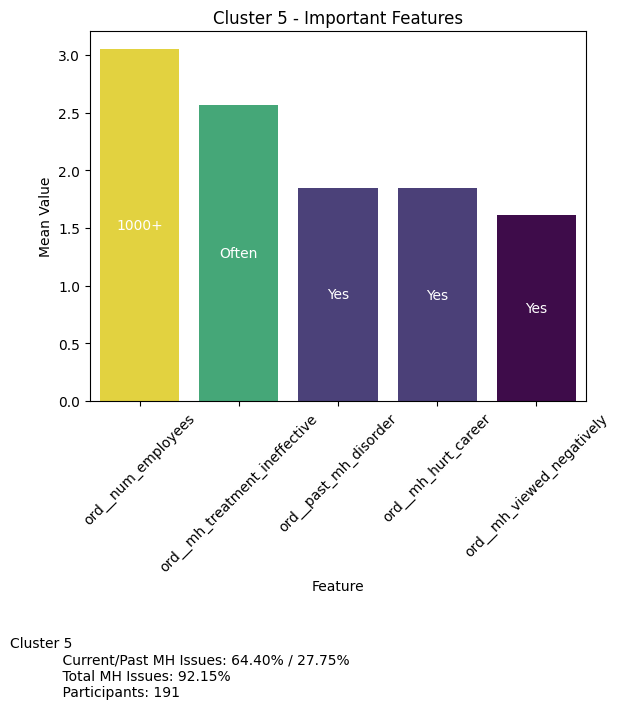 Cluster 5 - Important Features
3.0
2.5
2.0
1.5
1.0
0.5
0.0
Mean Value
1000+
Often
Yes
Yes
Yes
ord__num_employees
ord__mh_treatment_ineffective
ord__past_mh_disorder
ord__mh_hurt_career
ord__mh_viewed_negatively
Feature
Cluster 5
Current/Past MH Issues: 64.40% / 27.75%
Total MH Issues: 92.15%
Participants: 191